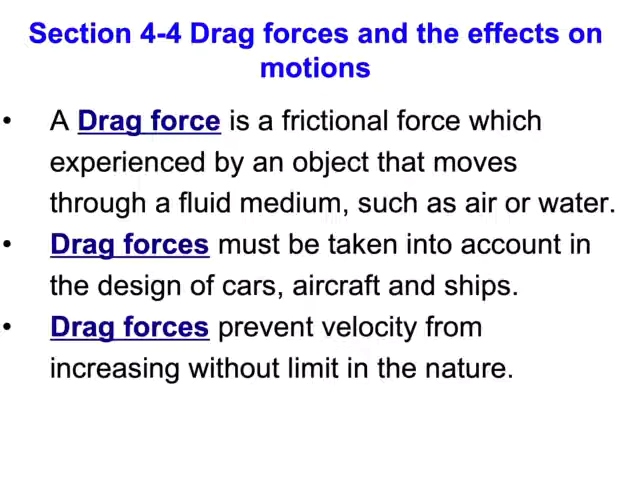 Section 4-4 Drag forces and the effects on
motions
• A Drag force is a frictional force which
experienced by an object that moves
through a fluid medium, such as air or water.
• Drag forces must be taken into account in
the design of cars, aircraft and ships.
• Drag forces prevent velocity from
increasing without limit in the nature.